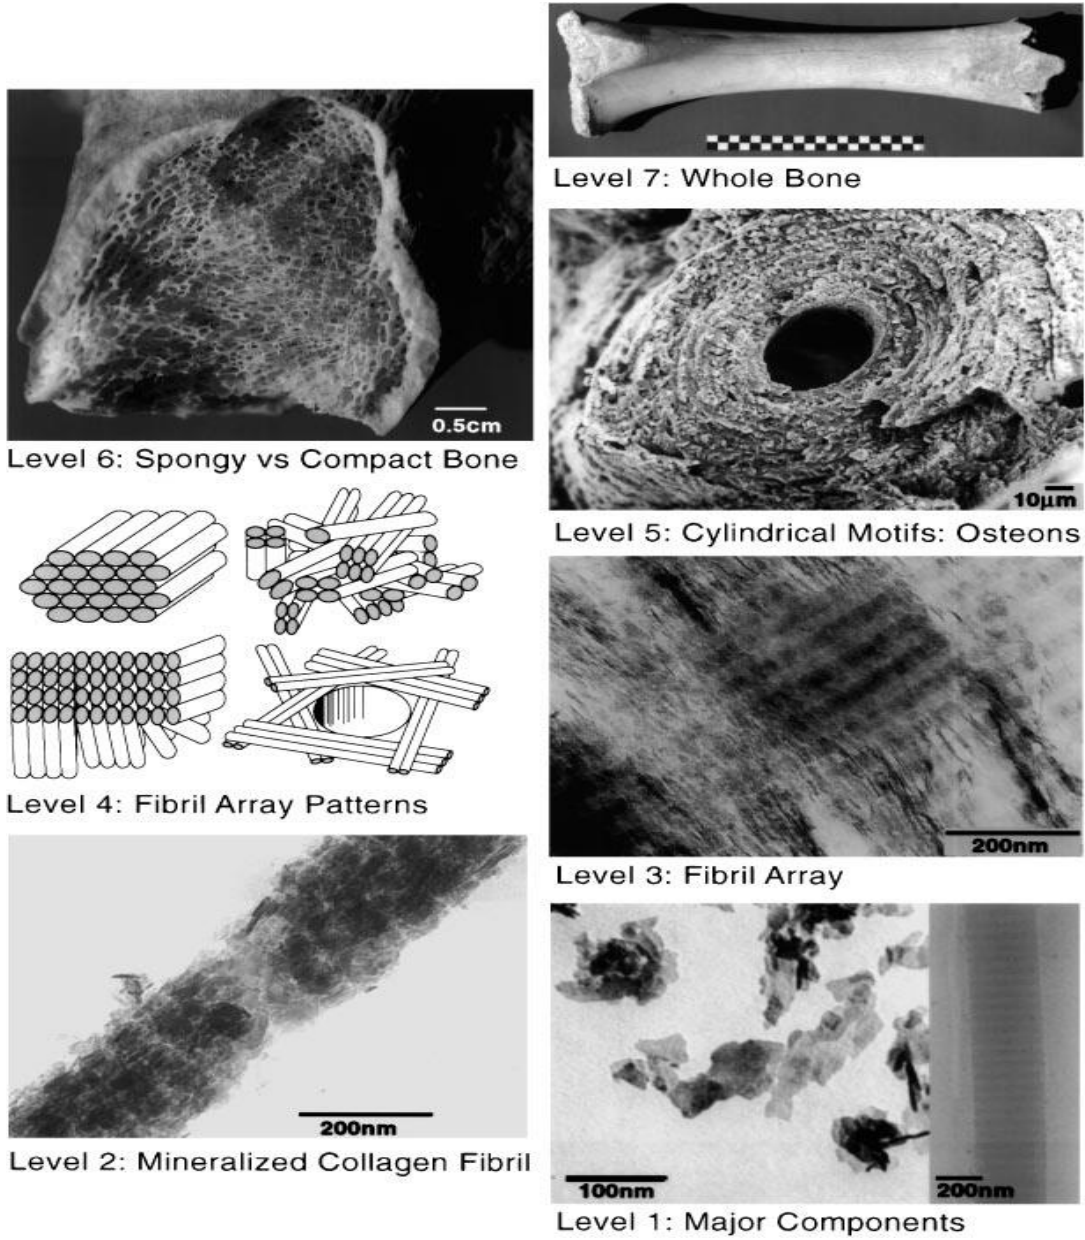 Level 7: Whole Bone
0.5cm
Level 6: Spongy vs Compact Bone
10μm
Level 5: Cylindrical Motifs: Osteons
Level 4: Fibril Array Patterns
200nm
Level 3: Fibril Array
200nm
Level 2: Mineralized Collagen Fibril
100nm
200nm
Level 1: Major Components